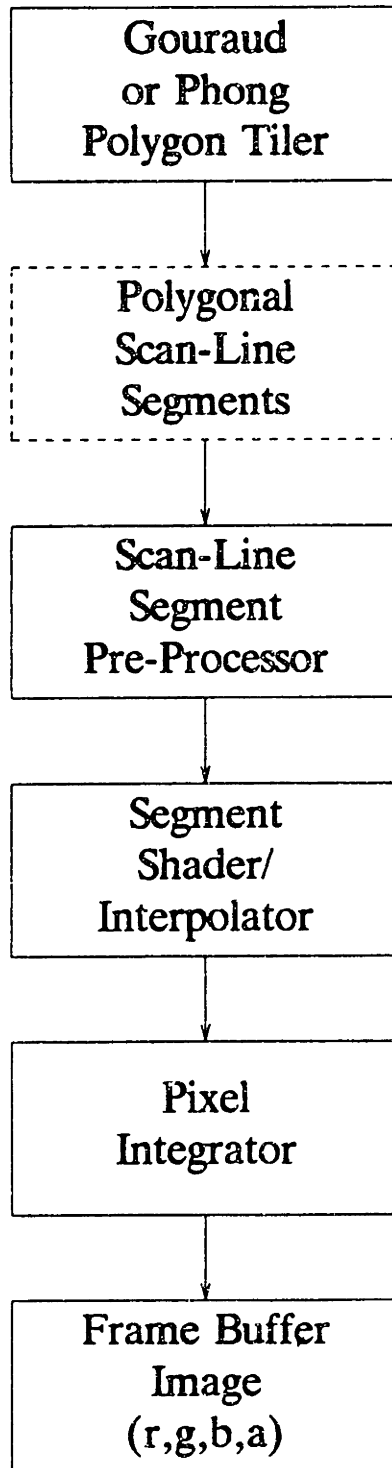 Gouraud
or Phong
Polygon Tiler
Polygonal
Scan-Line
Segments
Scan-Line
Segment
Pre-Processor
Segment
Shader/
Interpolator
Pixel
Integrator
Frame Buffer
Image
(r,g,b,a)